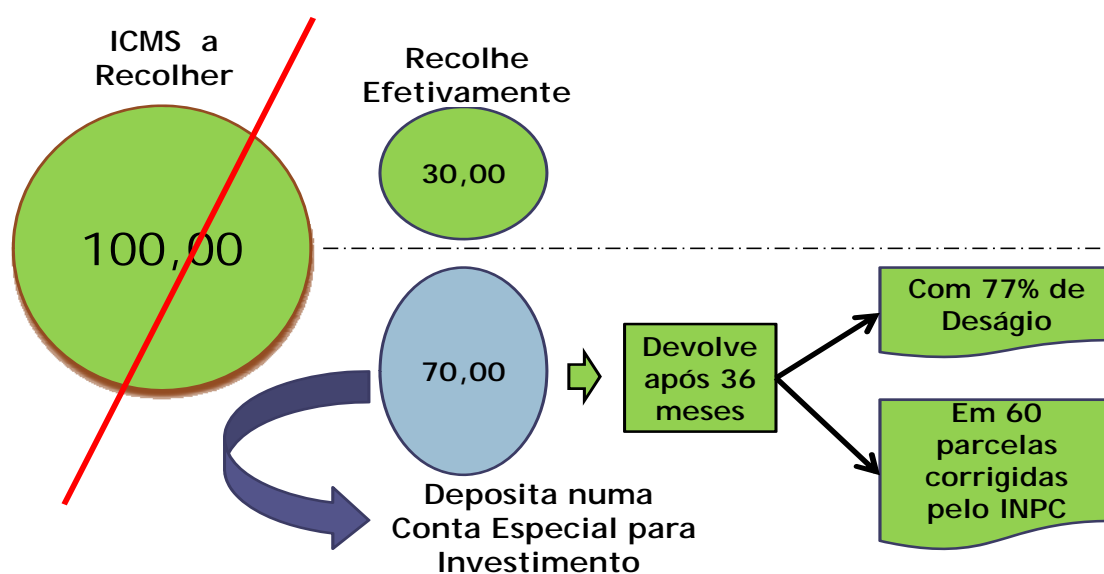 ICMS a
Recolher
100,00
Recolhe
Efetivamente
30,00
70,00
Deposita numa
Conta Especial para
Investimento
Devolve
após 36
meses
Com 77% de
Deságio
Em 60
parcelas
corrigidas
pelo INPC